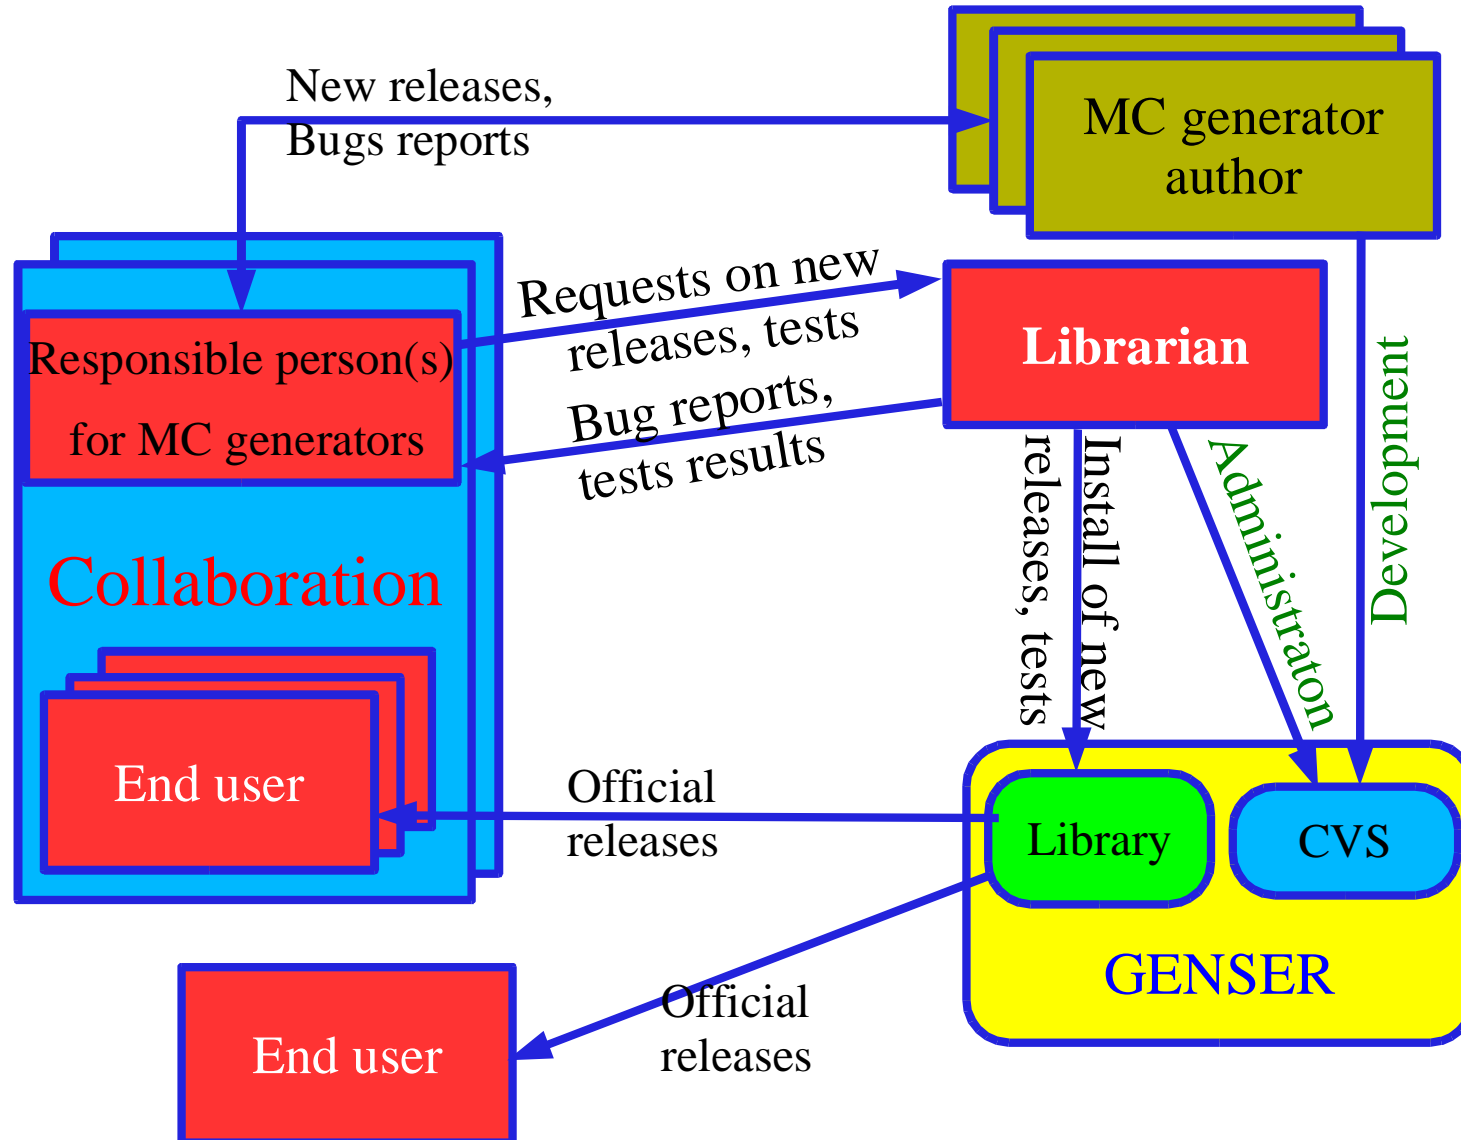 New releases,
Bugs reports
MC generator
author
Requests on new
releases, tests
Librarian
Responsible person(s)
for MC generators
Bug reports,
tests results
Development
Install of new
releases, tests
Administraton
Collaboration
End user
Official
releases
Library
CVS
GENSER
Official
releases
End user